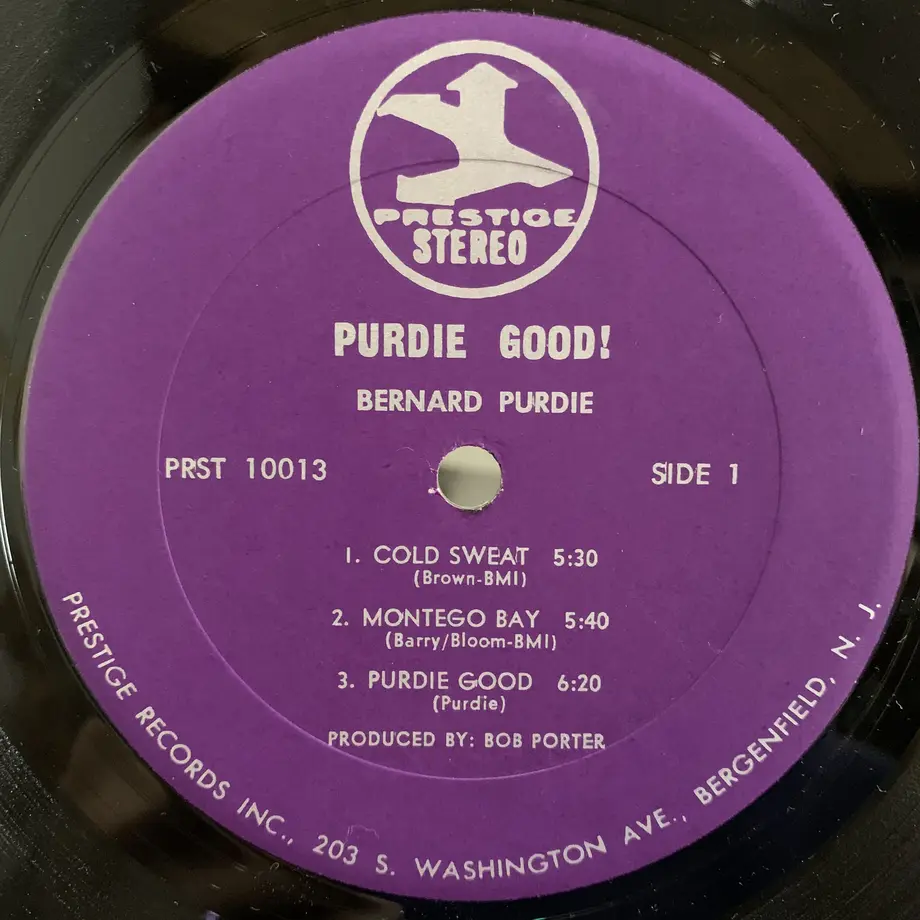 PRESTIGE
STEREO
PURDIE GOOD!
BERNARD PURDIE
PRST 10013
SIDE 1
1. COLD SWEAT 5:30
(Brown-BMI)
2. MONTEGO BAY 5:40
(Barry/Bloom-BMI)
3. PURDIE GOOD 6:20
(Purdie)
PRODUCED BY: BOB PORTER
PRESTIGE RECORDS INC., 203 S. WASHINGTON AVE., BERGENFIELD, N. J.